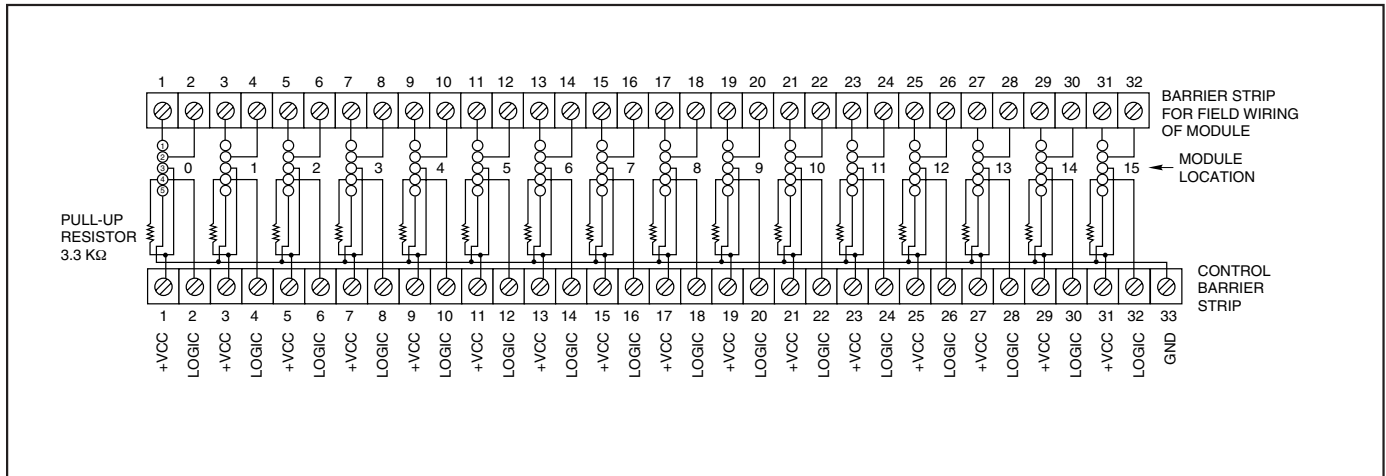 1 2 3 4 5 6 7 8 9 10 11 12 13 14 15 16 17 18 19 20 21 22 23 24 25 26 27 28 29 30 31 32
BARRIER STRIP
FOR FIELD WIRING
OF MODULE
1
2
3
4
5
0 1 2 3 4 5 6 7 8 9 10 11 12 13 14 15
MODULE
LOCATION
PULL-UP
RESISTOR
3.3 KΩ
CONTROL
BARRIER
STRIP
1 2 3 4 5 6 7 8 9 10 11 12 13 14 15 16 17 18 19 20 21 22 23 24 25 26 27 28 29 30 31 32 33
+VCC LOGIC +VCC LOGIC +VCC LOGIC +VCC LOGIC +VCC LOGIC +VCC LOGIC +VCC LOGIC +VCC LOGIC +VCC LOGIC +VCC LOGIC +VCC LOGIC +VCC LOGIC +VCC LOGIC +VCC LOGIC +VCC LOGIC +VCC LOGIC GND